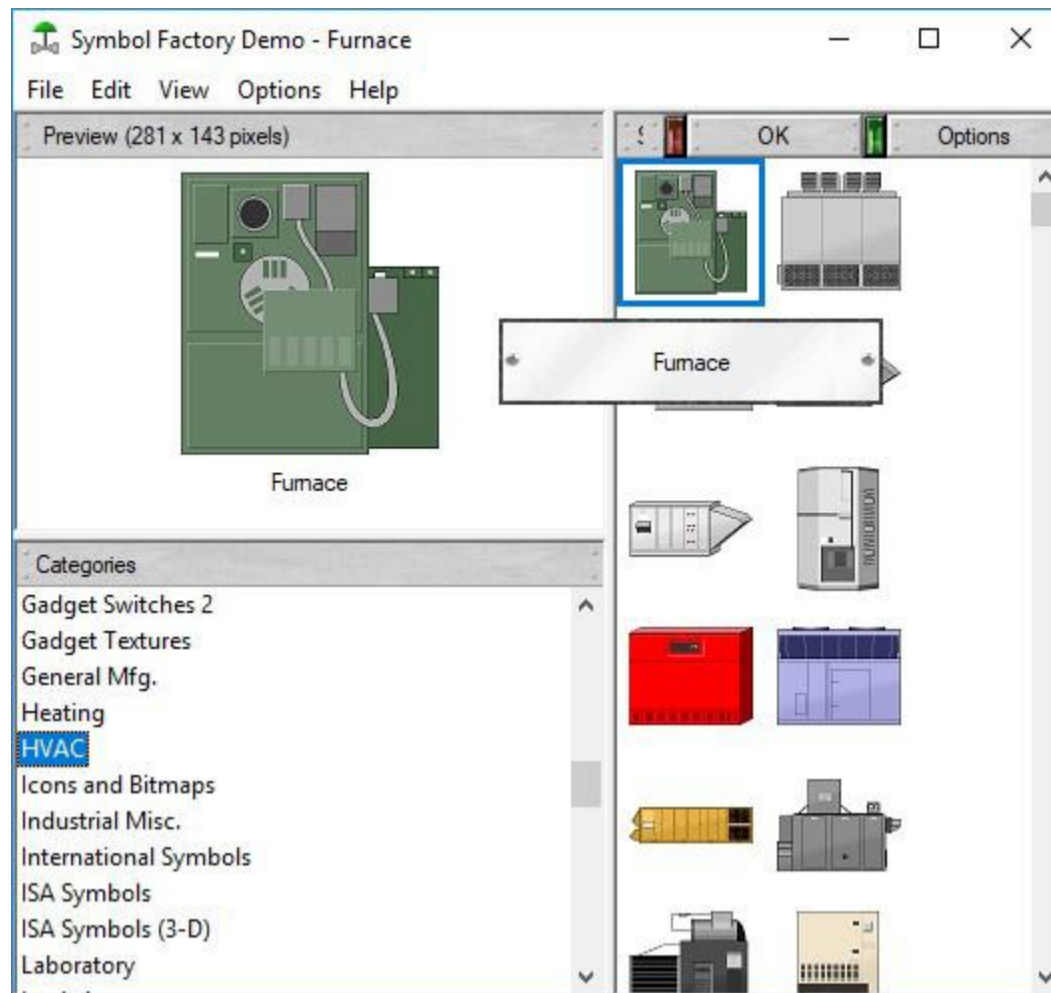 Symbol Factory Demo - Furnace
File Edit View Options Help
Preview (281 x 143 pixels)
OK
Options
Furnace
Furnace
Categories
Gadget Switches 2
Gadget Textures
General Mfg.
Heating
HVAC
Icons and Bitmaps
Industrial Misc.
International Symbols
ISA Symbols
ISA Symbols (3-D)
Laboratory